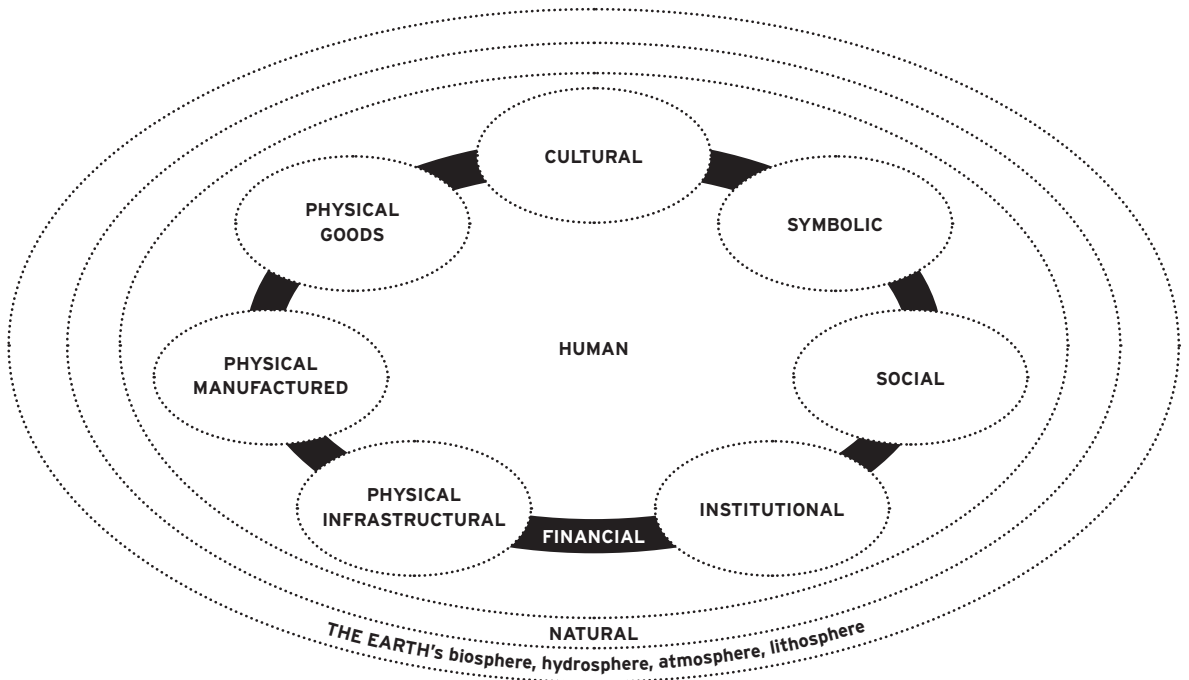 CULTURAL
PHYSICAL
GOODS
SYMBOLIC
HUMAN
PHYSICAL
MANUFACTURED
SOCIAL
PHYSICAL
INFRASTRUCTURAL
INSTITUTIONAL
FINANCIAL
NATURAL
THE EARTH's biosphere, hydrosphere, atmosphere, lithosphere